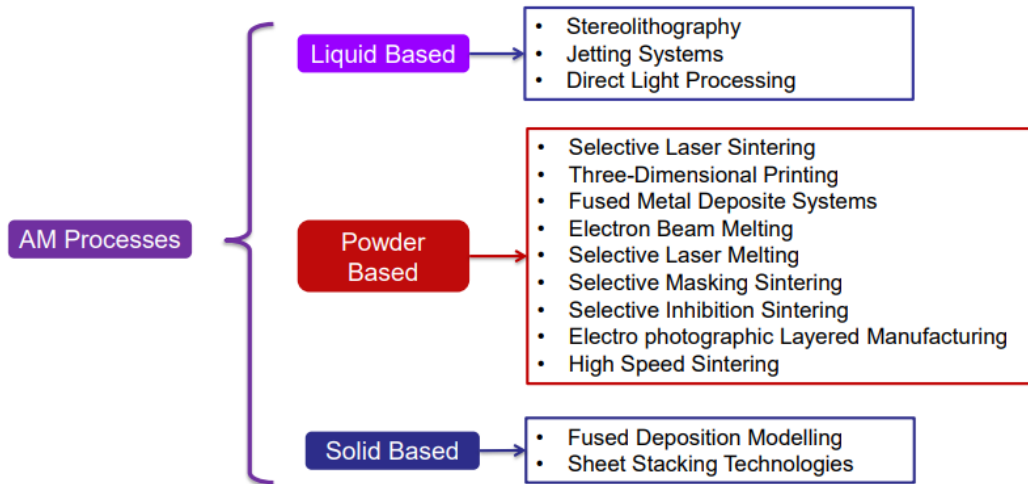 AM Processes
Liquid Based
• Stereolithography
• Jetting Systems
• Direct Light Processing
Powder
Based
• Selective Laser Sintering
• Three-Dimensional Printing
• Fused Metal Deposite Systems
• Electron Beam Melting
• Selective Laser Melting
• Selective Masking Sintering
• Selective Inhibition Sintering
• Electro photographic Layered Manufacturing
• High Speed Sintering
Solid Based
• Fused Deposition Modelling
• Sheet Stacking Technologies